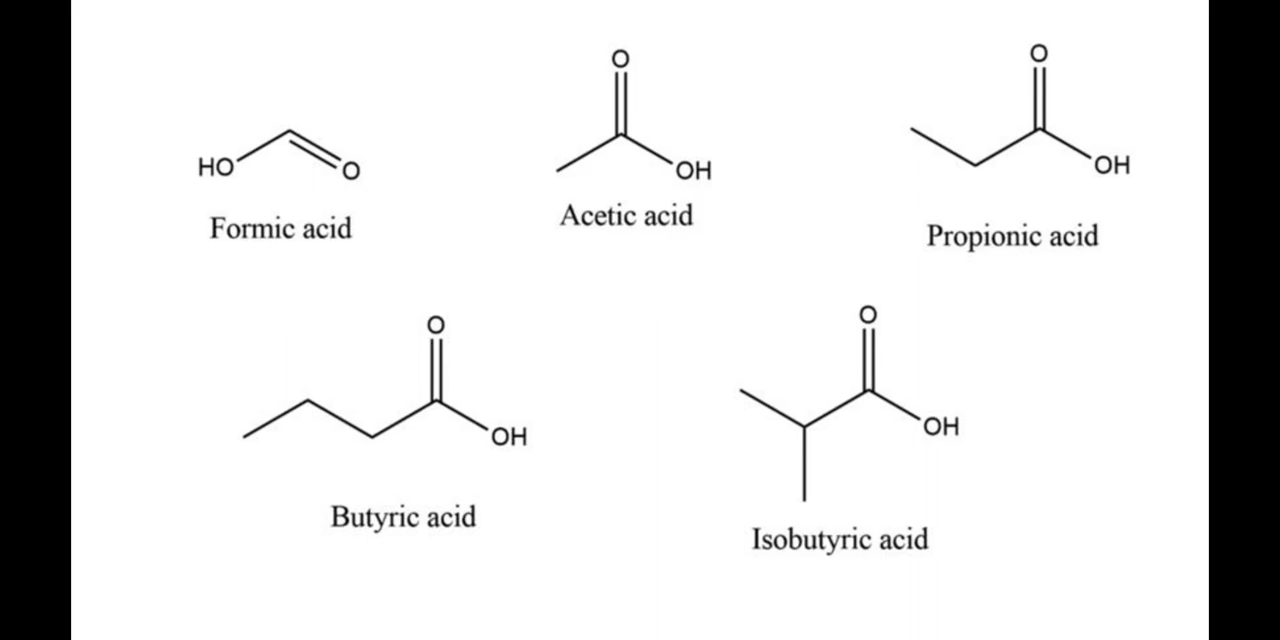 O
O
HO
O
OH
OH
Formic acid
Acetic acid
Propionic acid
O
O
OH
OH
Butyric acid
Isobutyric acid